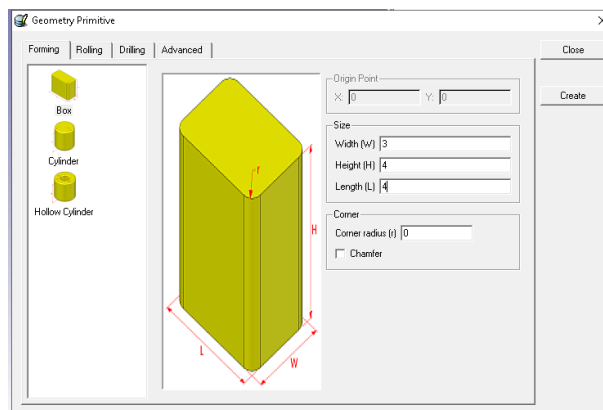 Geometry Primitive
Forming Rolling Drilling Advanced
Close
Create
Box
Cylinder
Hollow Cylinder
r
H
L
W
Origin Point
X: 0 Y: 0
Size
Width (W) 3
Height (H) 4
Length (L) 4
Corner
Corner radius (r) 0
Chamfer